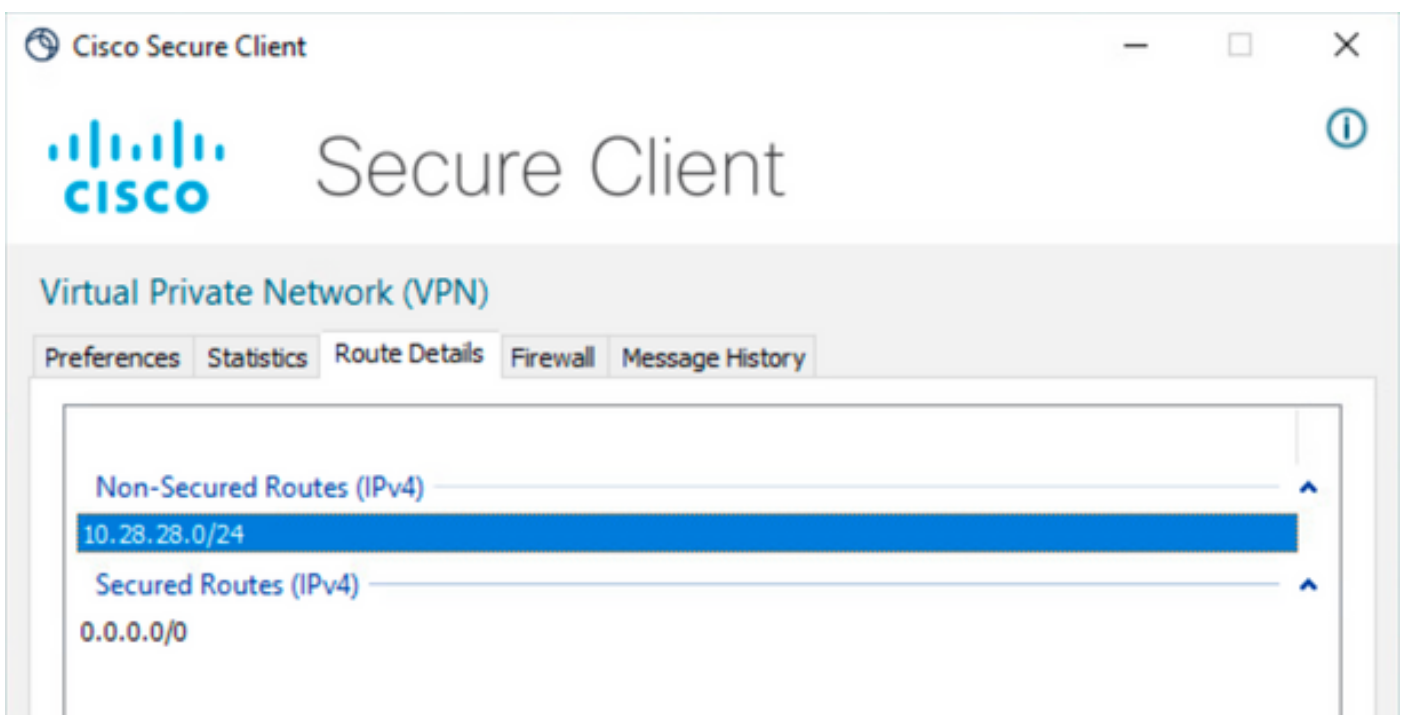 Cisco Secure Client
CISCO Secure Client
Virtual Private Network (VPN)
Preferences Statistics Route Details Firewall Message History
Non-Secured Routes (IPv4)
10.28.28.0/24
Secured Routes (IPv4)
0.0.0.0/0